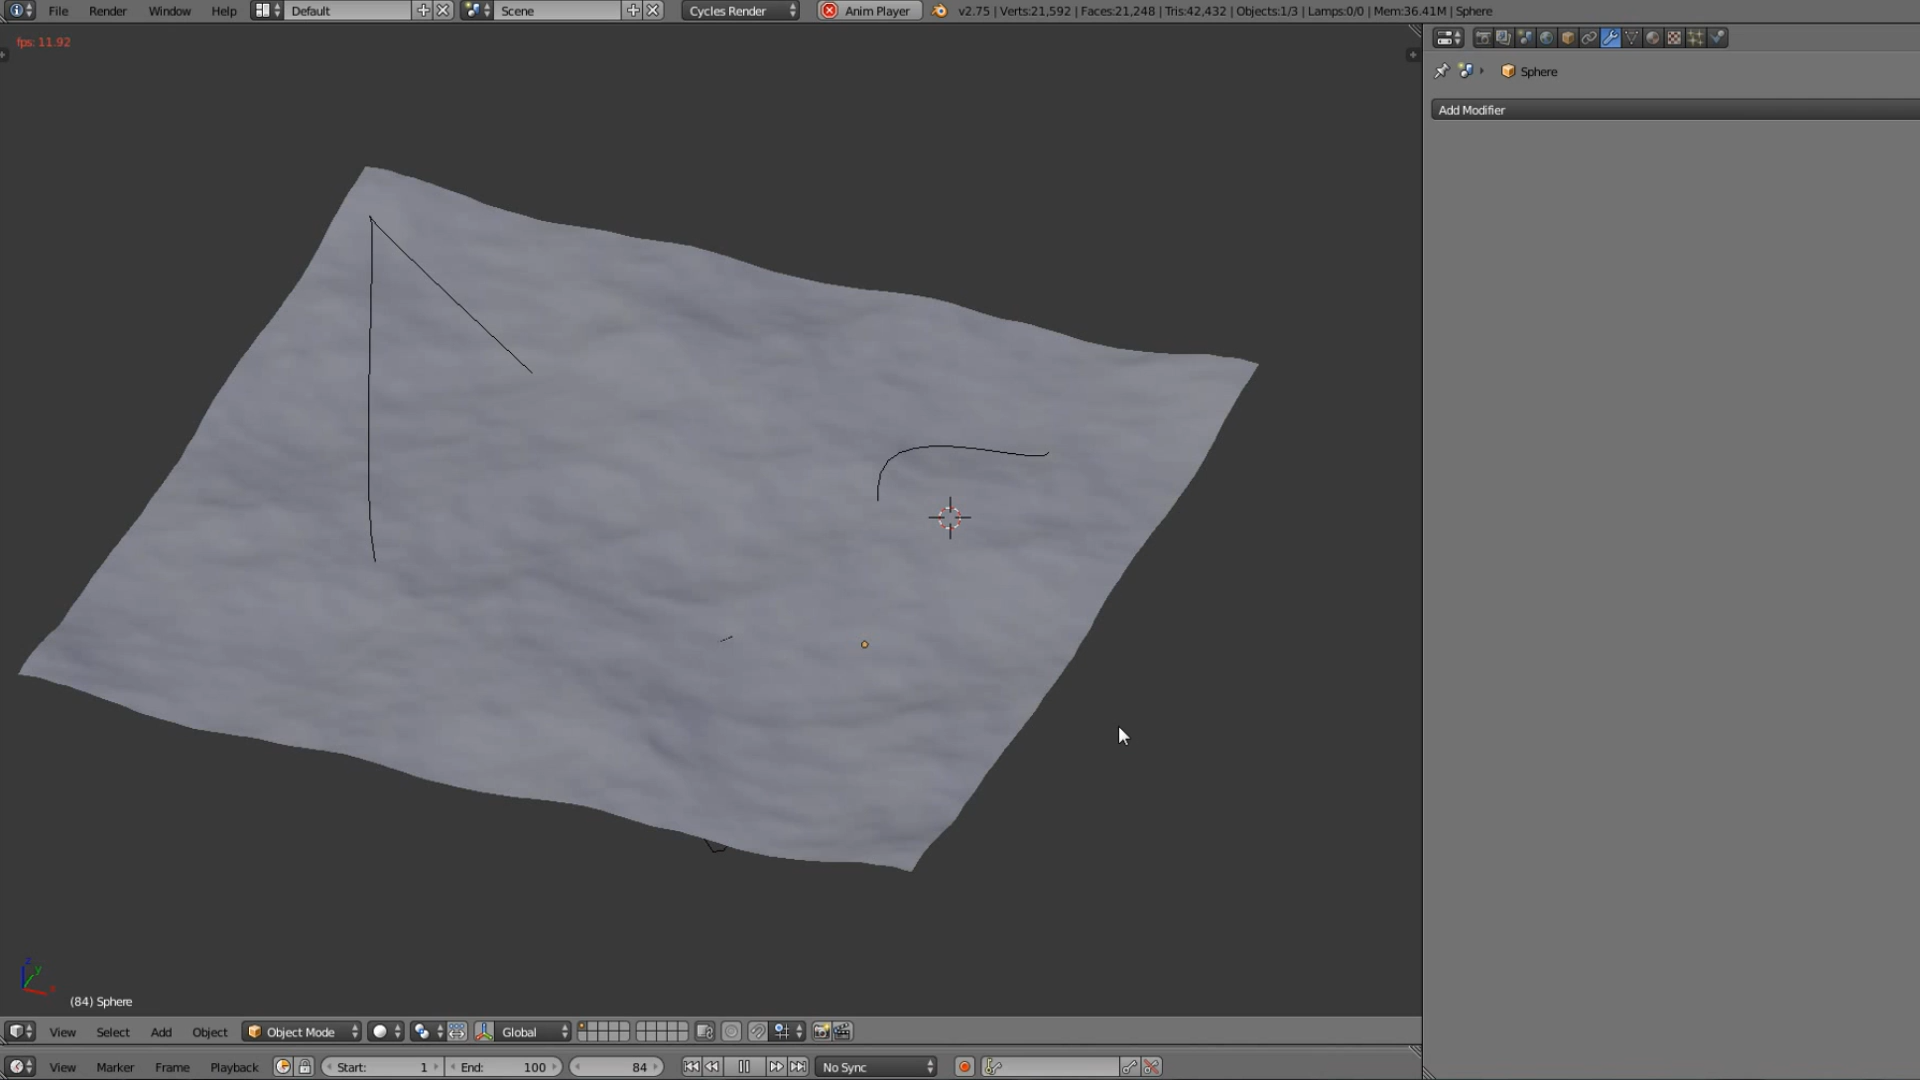 File Render Window Help Default Scene Cycles Render Anim Player v2.75 | Verts:21,592 | Faces:21,248 | Tris:42,432 | Objects:1/3 | Lamps:0/0 | Mem:36.41M | Sphere
fps: 11.92
Sphere
Add Modifier
z
y
x
(84) Sphere
View Select Add Object Object Mode Global
View Marker Frame Playback Start: 1 End: 100 84 No Sync